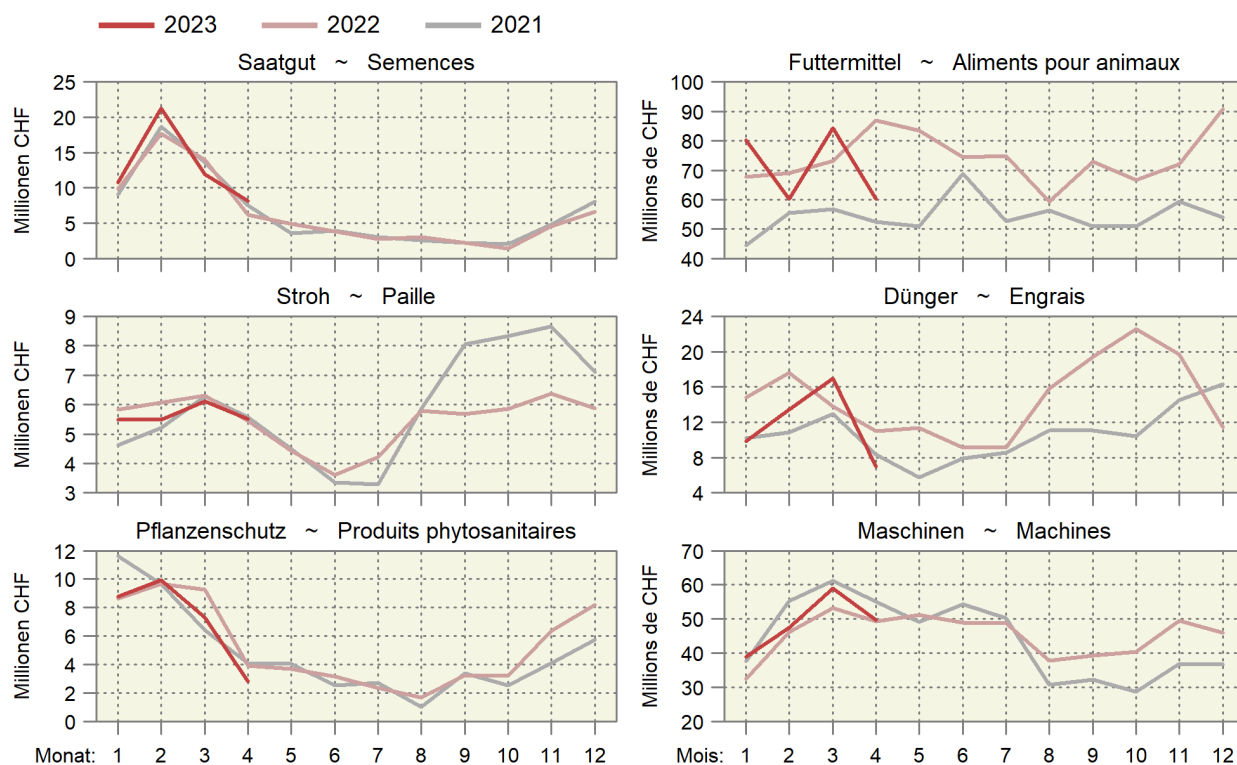 2023 2022 2021
Saatgut ~ Semences
Millionen CHF
25
20
15
10
5
0
Futtermittel ~ Aliments pour animaux
Millions de CHF
100
90
80
70
60
50
40
Stroh ~ Paille
Millionen CHF
9
8
7
6
5
4
3
Dünger ~ Engrais
Millions de CHF
24
20
16
12
8
4
Pflanzenschutz ~ Produits phytosanitaires
Millionen CHF
12
10
8
6
4
2
0
Monat: 1 2 3 4 5 6 7 8 9 10 11 12
Maschinen ~ Machines
Millions de CHF
70
60
50
40
30
20
Mois: 1 2 3 4 5 6 7 8 9 10 11 12